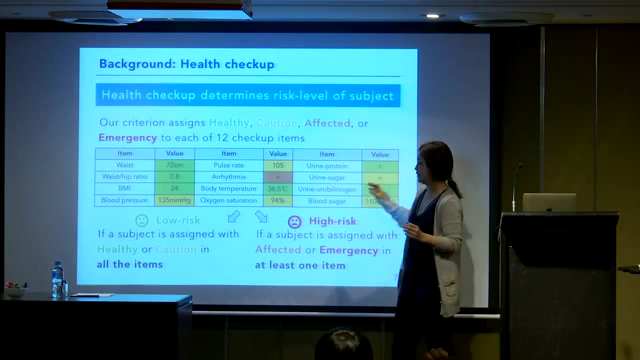 Background: Health checkup
Health checkup determines risk-level of subject
Our criterion assigns Healthy, Caution, Affected, or
Emergency to each of 12 checkup items
Item Value Item Value Item Value
Waist 72cm Pulse rate 105 Urine-protein ±
Waist/hip ratio 0.8 Arrhythmia Urine-sugar ±
BMI 24 Body temperature 36.5℃ Urine-urobilinogen
Blood pressure 135mmHg Oxygen saturation 94% Blood sugar
Low-risk High-risk
If a subject is assigned with
Healthy or Caution in
all the items
If a subject is assigned with
Affected or Emergency in
at least one item